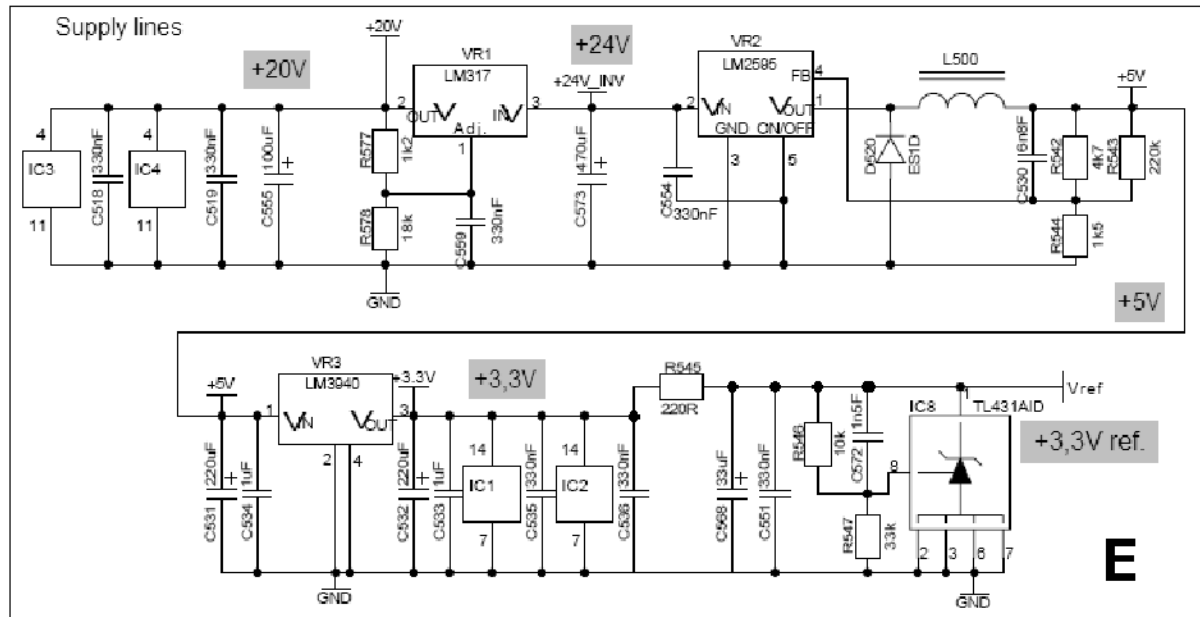 Supply lines
+20V
+20V
VR1
LM317
2
OUT
V
V
IN
3
Adj.
1
+24V
+24V_INV
VR2
LM2595
FB
4
2
VIN
VOUT
1
GND
ON/OFF
3
5
L500
+5V
4
IC3
11
330nF
C518
4
IC4
11
330nF
C519
100uF
+
C555
R577
1k2
R578
18k
C559
330nF
GND
470uF
+
C573
C554
330nF
D520
ES1D
6n8F
C530
R542
4k7
R543
220k
R544
1k5
+5V
+5V
VR3
LM3940
1
VIN
VOUT
3
2
4
+3.3V
+3,3V
220uF
+
C531
1uF
C534
GND
220uF
+
C532
1uF
C533
14
IC1
7
330nF
C535
14
IC2
7
330nF
C536
R545
220R
33uF
+
C568
330nF
C551
R546
10k
1n5F
C572
R547
33k
Vref
IC8
TL431AID
8
2
3
6
7
GND
+3,3V ref.
E